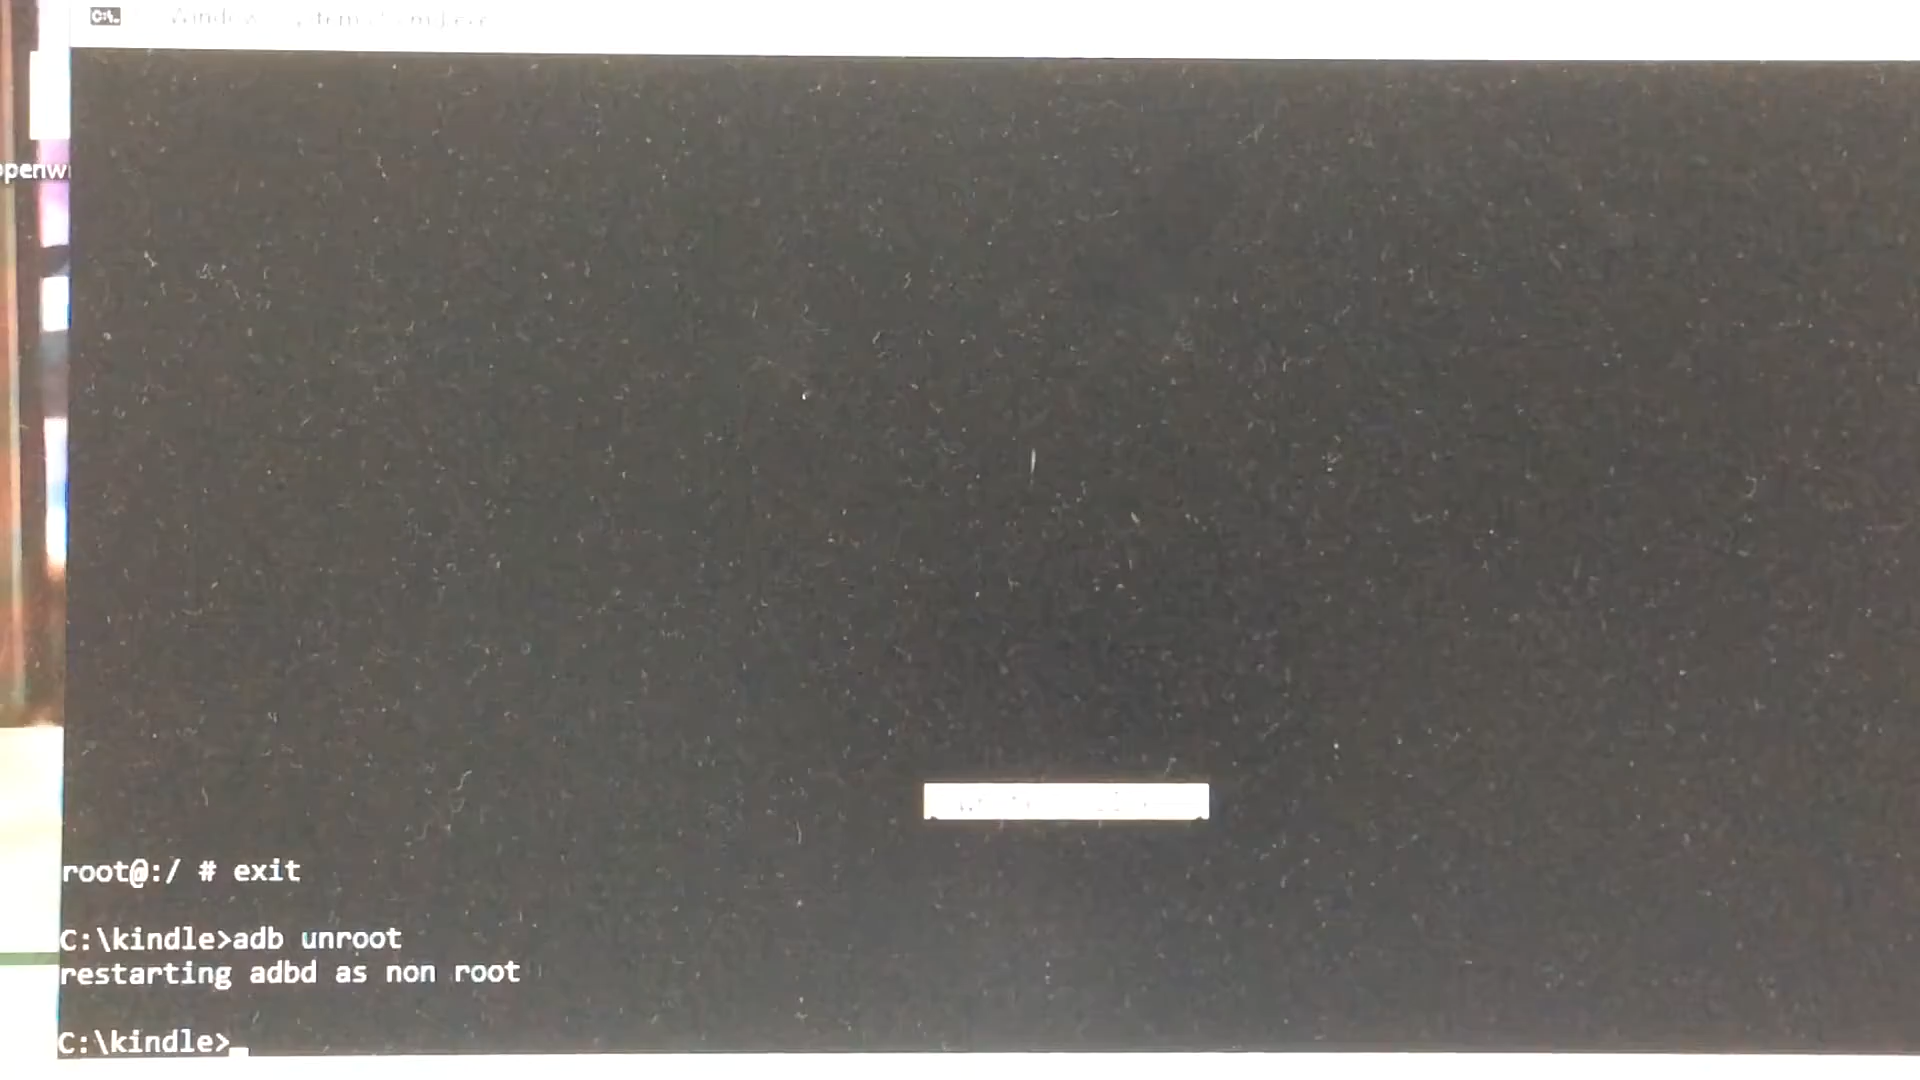 root@:/ # exit
C:\kindle>adb unroot
restarting adbd as non root
C:\kindle>_